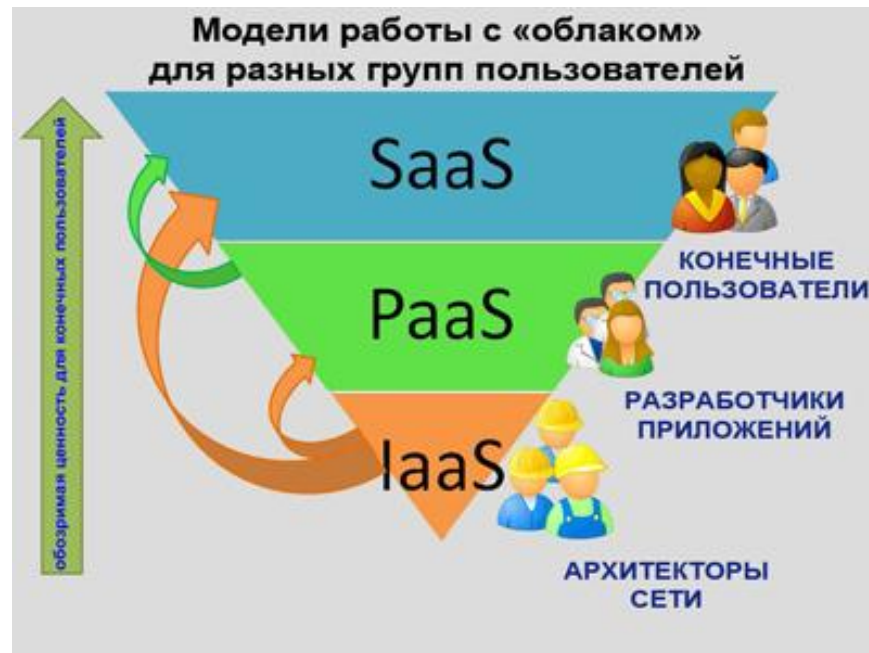 Модели работы с «облаком»
для разных групп пользователей
обозримая ценность для конечных пользователей
SaaS
КОНЕЧНЫЕ
ПОЛЬЗОВАТЕЛИ
PaaS
РАЗРАБОТЧИКИ
ПРИЛОЖЕНИЙ
IaaS
АРХИТЕКТОРЫ
СЕТИ